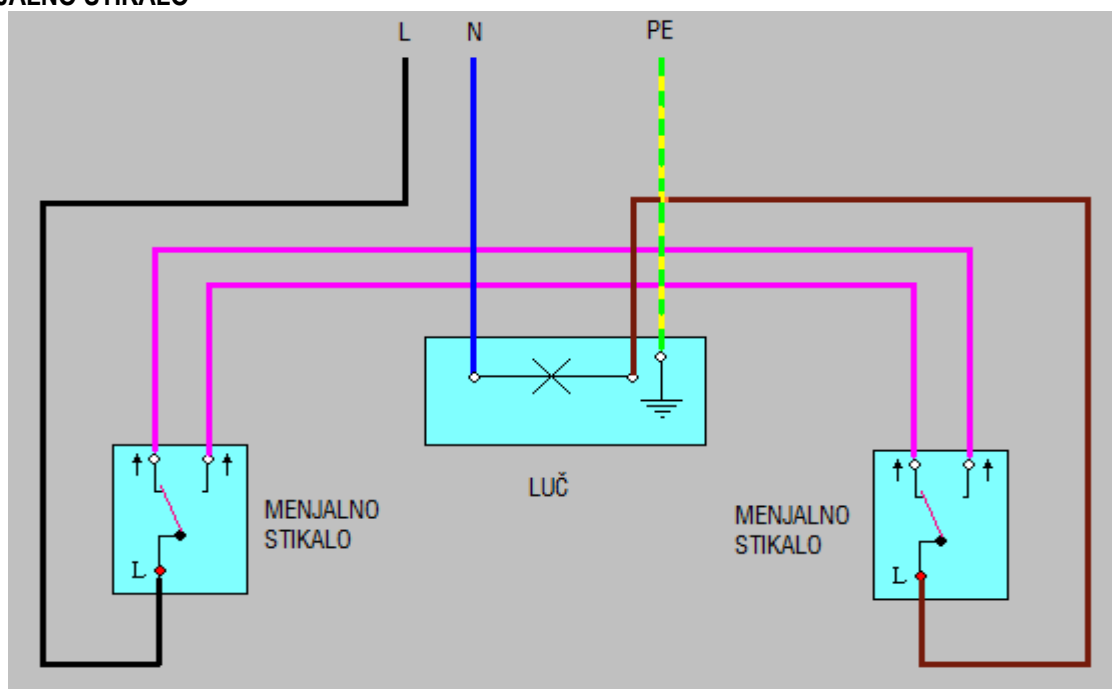 L N PE
LUČ
MENJALNO
STIKALO
L
MENJALNO
STIKALO
L